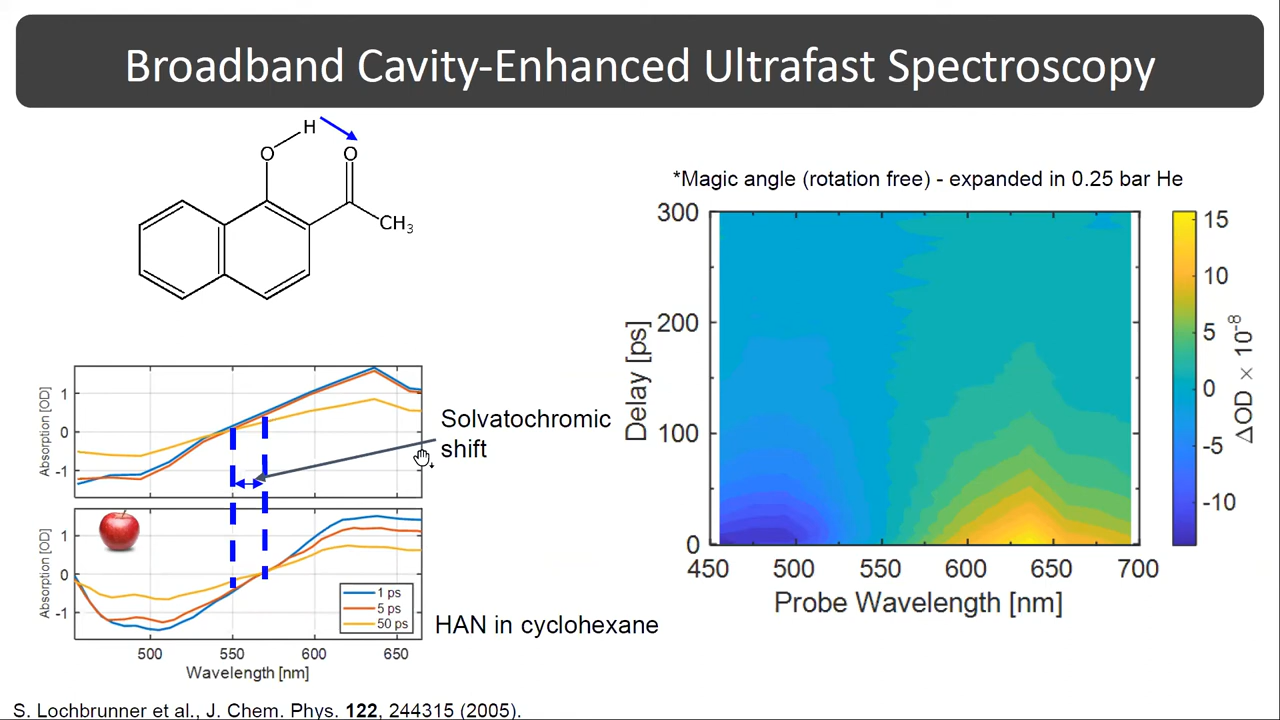 Broadband Cavity-Enhanced Ultrafast Spectroscopy
H
O
O
CH3
*Magic angle (rotation free) - expanded in 0.25 bar He
300
200
100
0
Delay [ps]
450
500
550
600
650
700
Probe Wavelength [nm]
15
10
5
0
-5
-10
ΔOD × 10-8
1
0
-1
Absorption [OD]
Solvatochromic
shift
1
0
-1
Absorption [OD]
1 ps
5 ps
50 ps
500
550
600
650
Wavelength [nm]
HAN in cyclohexane
S. Lochbrunner et al., J. Chem. Phys. 122, 244315 (2005).